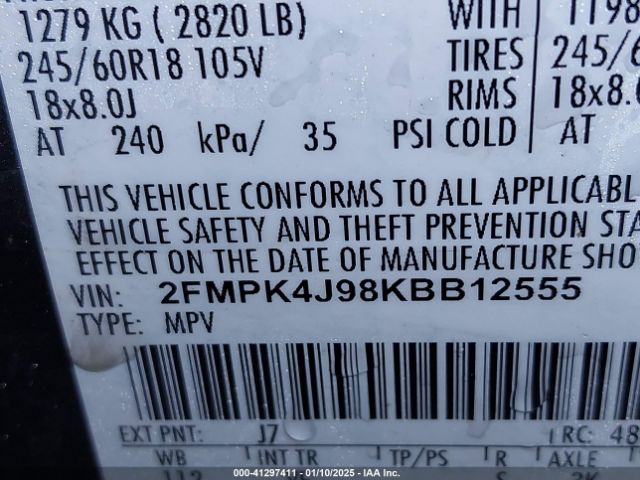 1279 KG ( 2820 LB) WITH
245/60R18 105V TIRES 245/6
18x8.0J RIMS 18x8.0
AT 240 kPa/ 35 PSI COLD AT
THIS VEHICLE CONFORMS TO ALL APPLICABL
VEHICLE SAFETY AND THEFT PREVENTION STA
EFFECT ON THE DATE OF MANUFACTURE SHO
VIN: 2FMPK4J98KBB12555
TYPE: MPV
EXT PNT: J7 RC: 48
WB INT TR TP/PS R AXLE
000-41297411 - 01/10/2025 - IAA Inc.